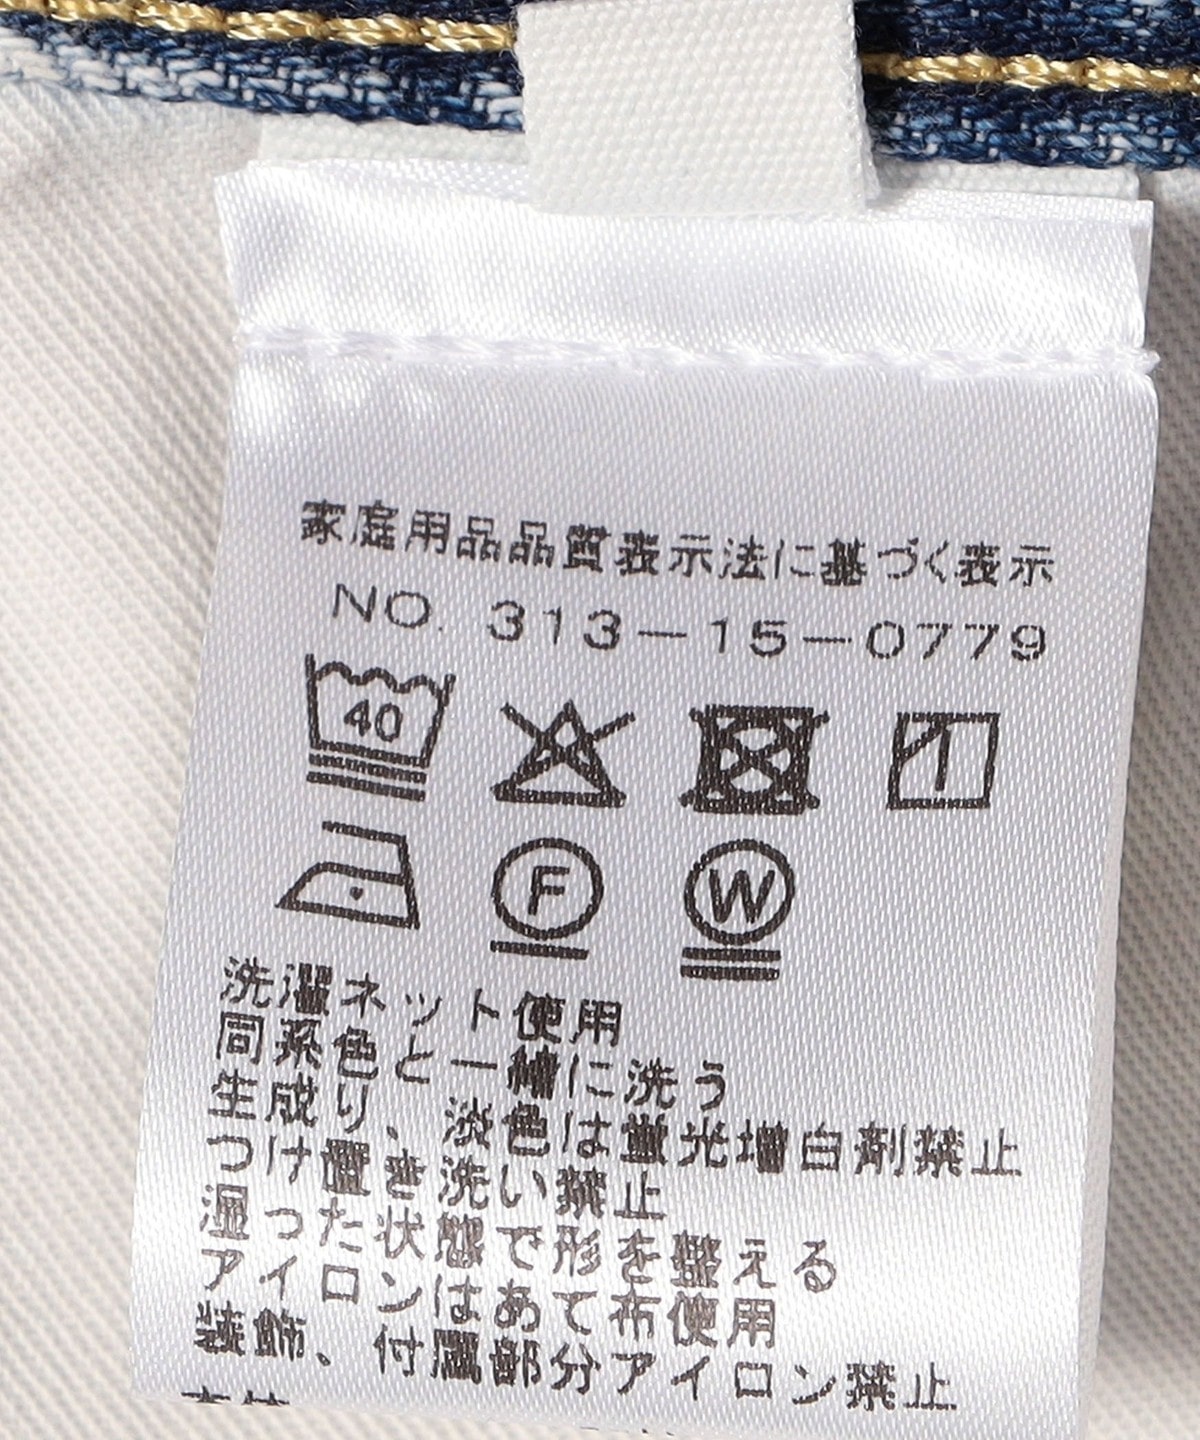 家庭用品品質表示法に基づく表示
NO. 313-15-0779
40
F W
洗濯ネット使用
同系色と一緒に洗う
生成り、淡色は蛍光増白剤禁止
つけ置き洗い禁止
湿った状態で形を整える
アイロンはあて布使用
装飾、付属部分アイロン禁止